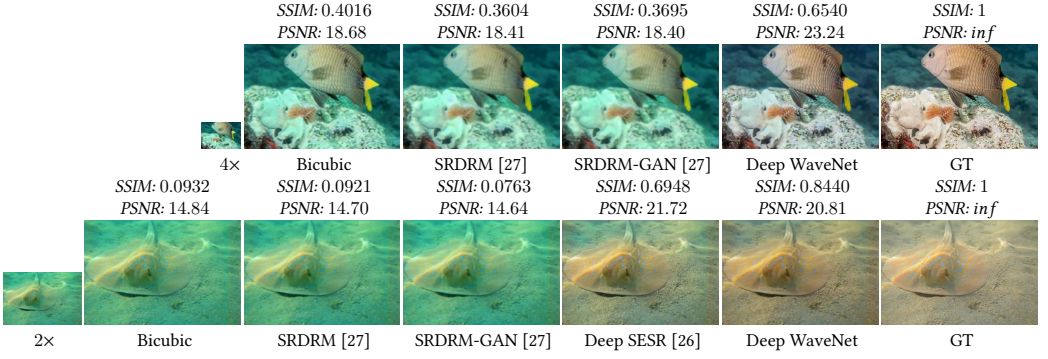 SSIM: 0.4016 SSIM: 0.3604 SSIM: 0.3695 SSIM: 0.6540 SSIM: 1
PSNR: 18.68 PSNR: 18.41 PSNR: 18.40 PSNR: 23.24 PSNR: inf
4× Bicubic SRDRM [27] SRDRM-GAN [27] Deep WaveNet GT
SSIM: 0.0932 SSIM: 0.0921 SSIM: 0.0763 SSIM: 0.6948 SSIM: 0.8440 SSIM: 1
PSNR: 14.84 PSNR: 14.70 PSNR: 14.64 PSNR: 21.72 PSNR: 20.81 PSNR: inf
2× Bicubic SRDRM [27] SRDRM-GAN [27] Deep SESR [26] Deep WaveNet GT